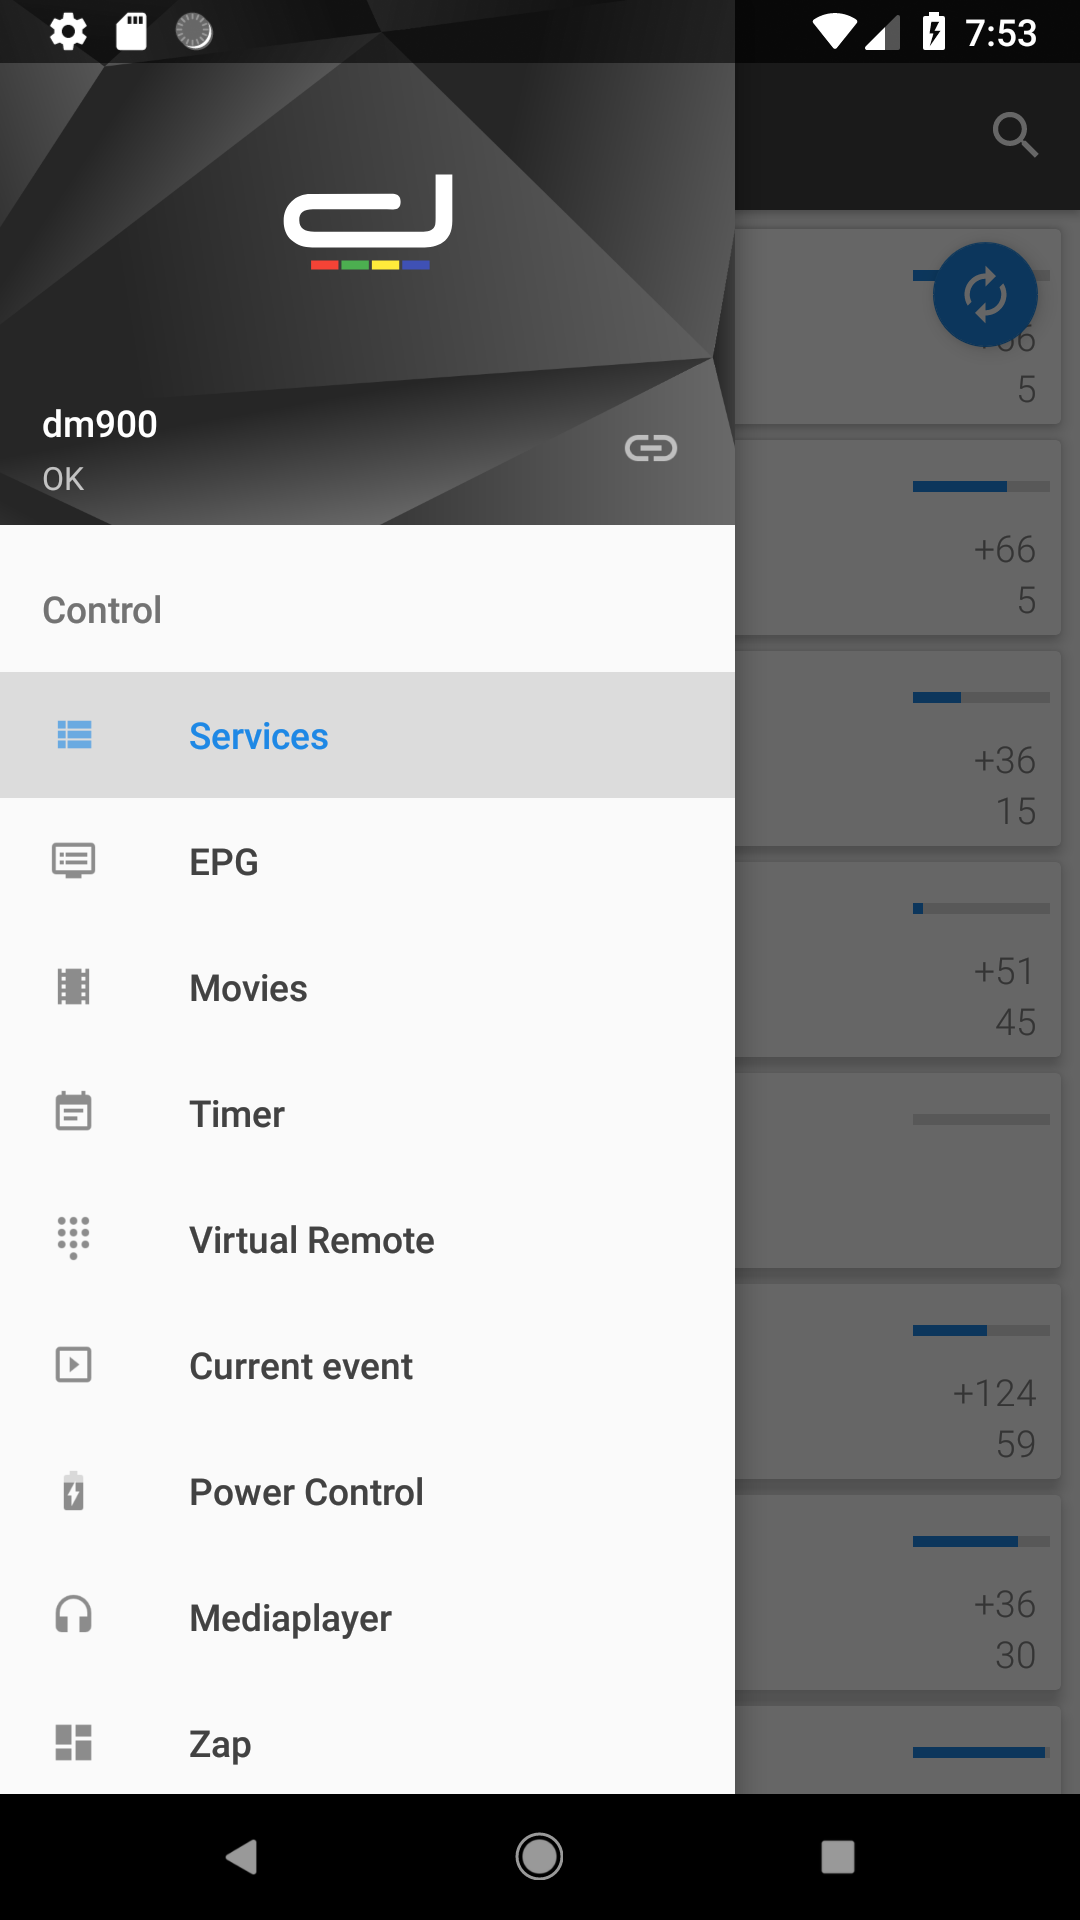 7:53
dm900
OK
Control
Services
EPG
Movies
Timer
Virtual Remote
Current event
Power Control
Mediaplayer
Zap
5
+66
5
+36
15
+51
45
+124
59
+36
30